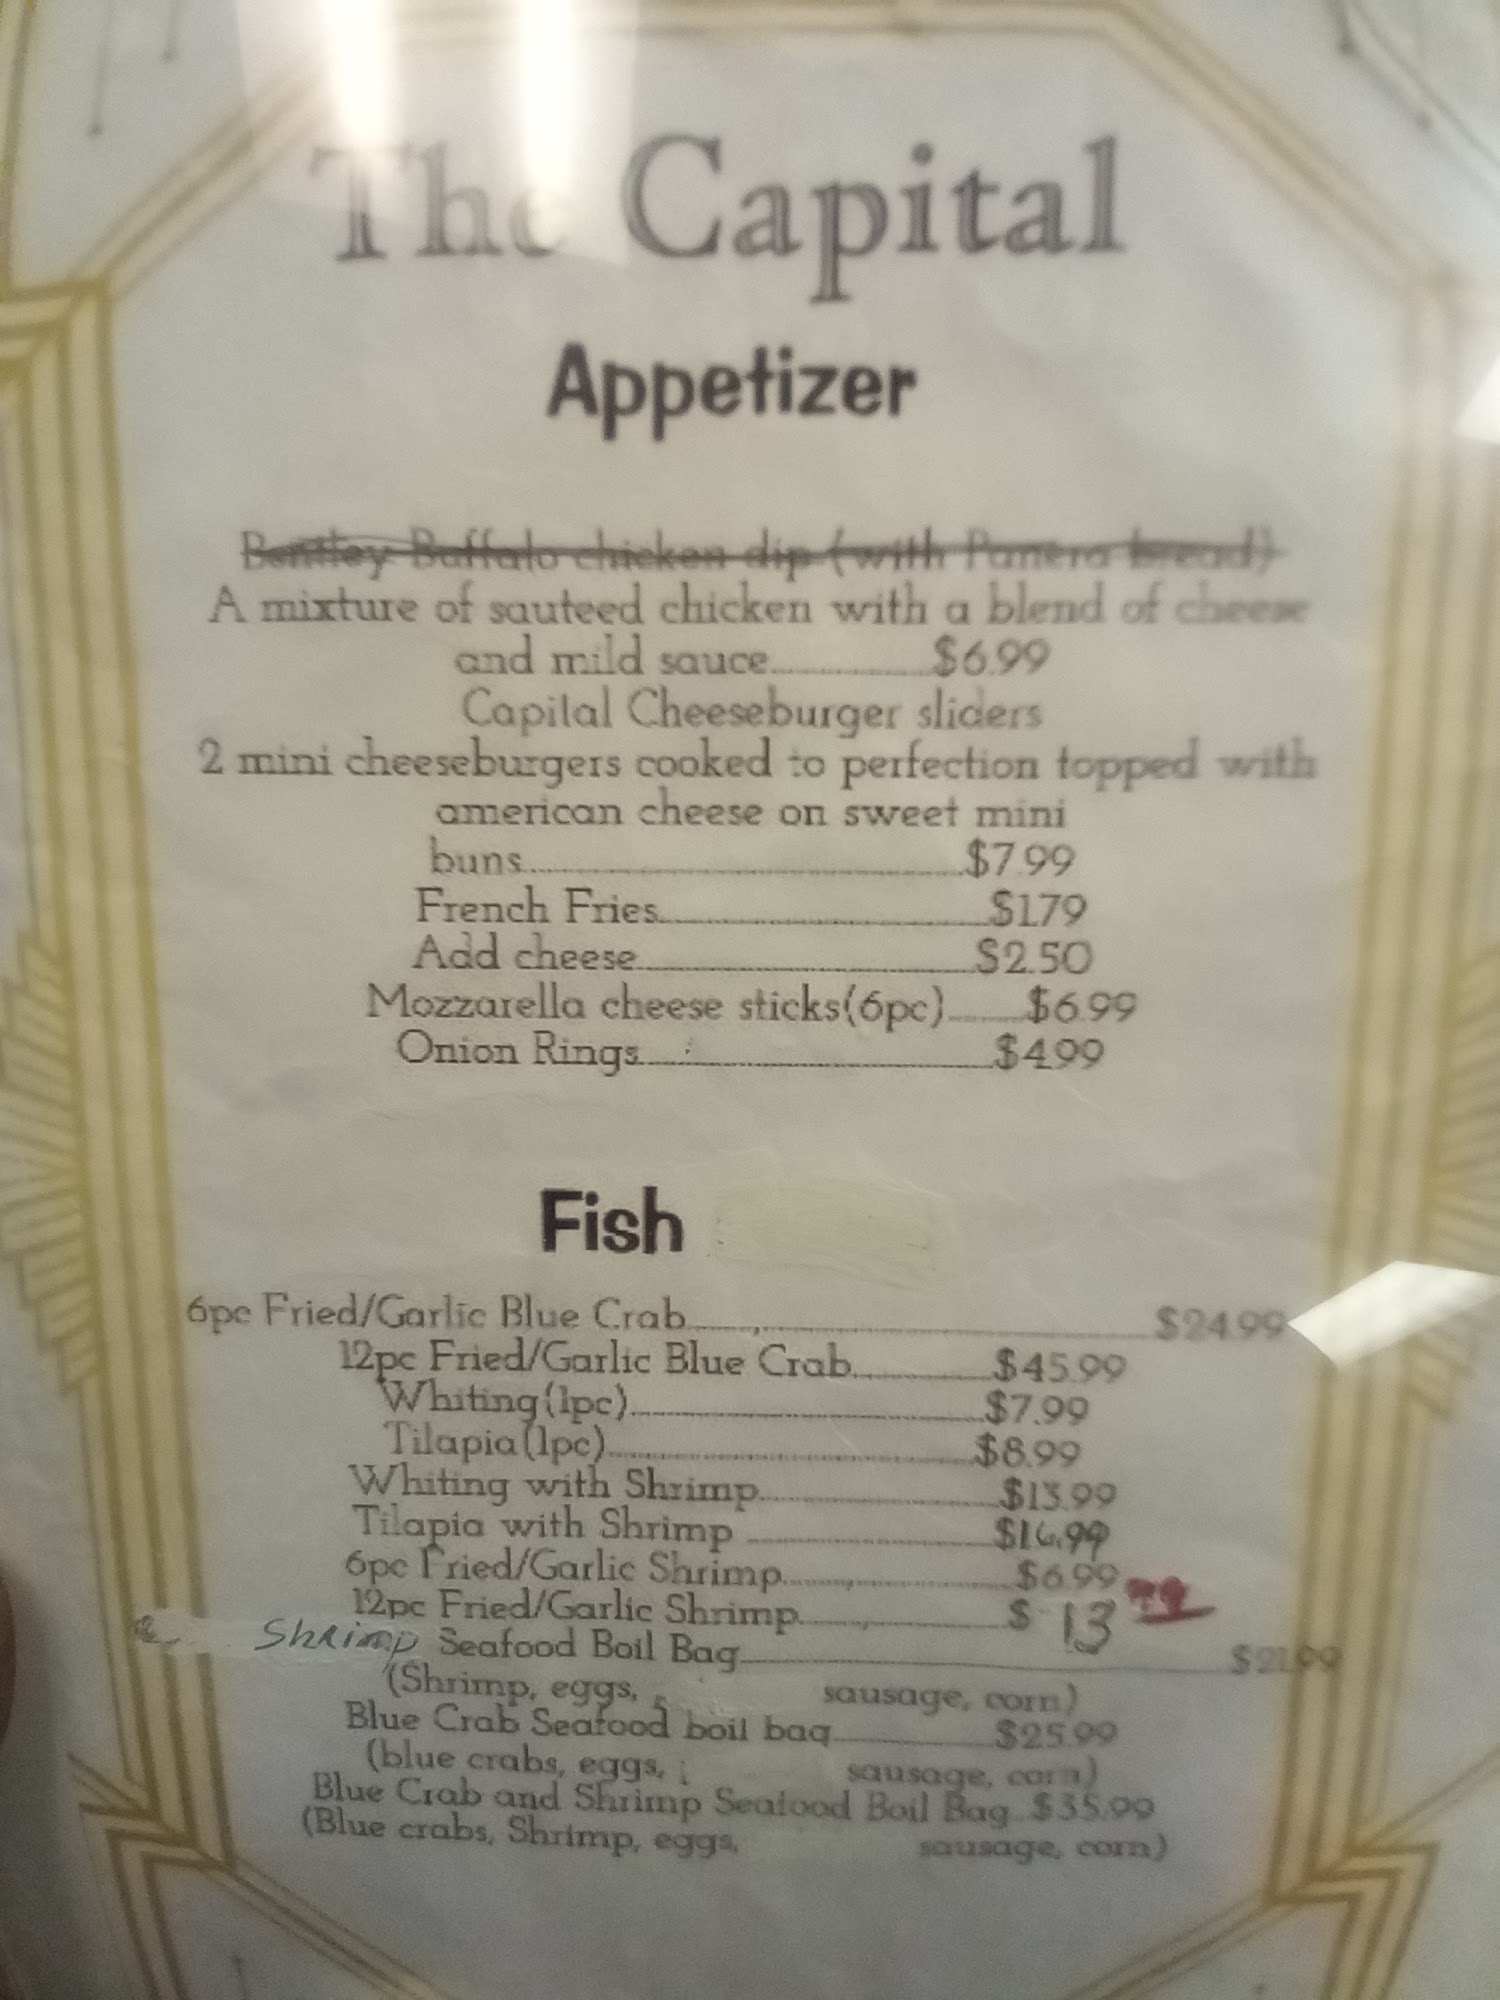 The Capital
Appetizer
Bentley Buffalo chicken dip (with Panera bread)
A mixture of sauteed chicken with a blend of cheese
and mild sauce............$6.99
Capital Cheeseburger sliders
2 mini cheeseburgers cooked to perfection topped with
american cheese on sweet mini
buns............$7.99
French Fries............$1.79
Add cheese............$2.50
Mozzarella cheese sticks(6pc)............$6.99
Onion Rings............$4.99
Fish
6pc Fried/Garlic Blue Crab............$24.99
12pc Fried/Garlic Blue Crab............$45.99
Whiting(1pc)............$7.99
Tilapia(1pc)............$8.99
Whiting with Shrimp............$13.99
Tilapia with Shrimp ............$16.99
6pc Fried/Garlic Shrimp............$6.99
12pc Fried/Garlic Shrimp............$ 13 99
Shrimp Seafood Boil Bag............$21.99
(Shrimp, eggs, sausage, corn)
Blue Crab Seafood boil bag............$25.99
(blue crabs, eggs, sausage, corn)
Blue Crab and Shrimp Seafood Boil Bag...$35.99
(Blue crabs, Shrimp, eggs, sausage, corn)